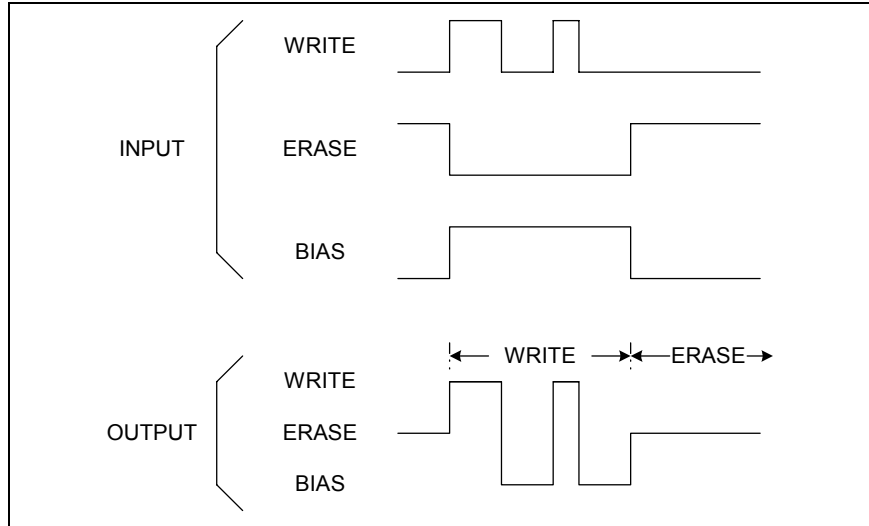 WRITE
INPUT
ERASE
BIAS
WRITE
ERASE
WRITE
OUTPUT
ERASE
BIAS